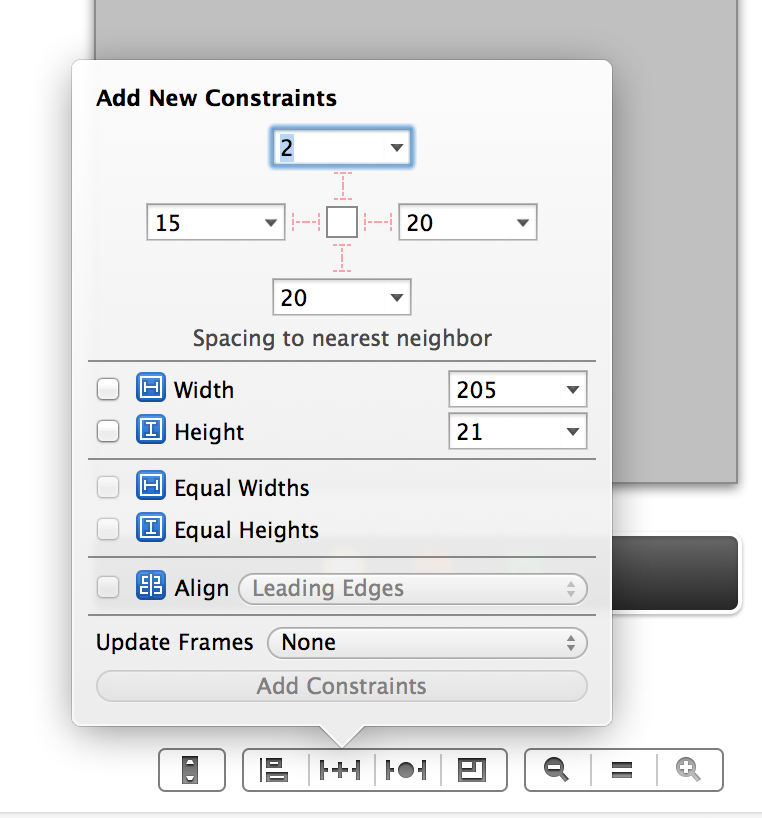 Add New Constraints
2
15
20
20
Spacing to nearest neighbor
Width
205
Height
21
Equal Widths
Equal Heights
Align
Leading Edges
Update Frames
None
Add Constraints